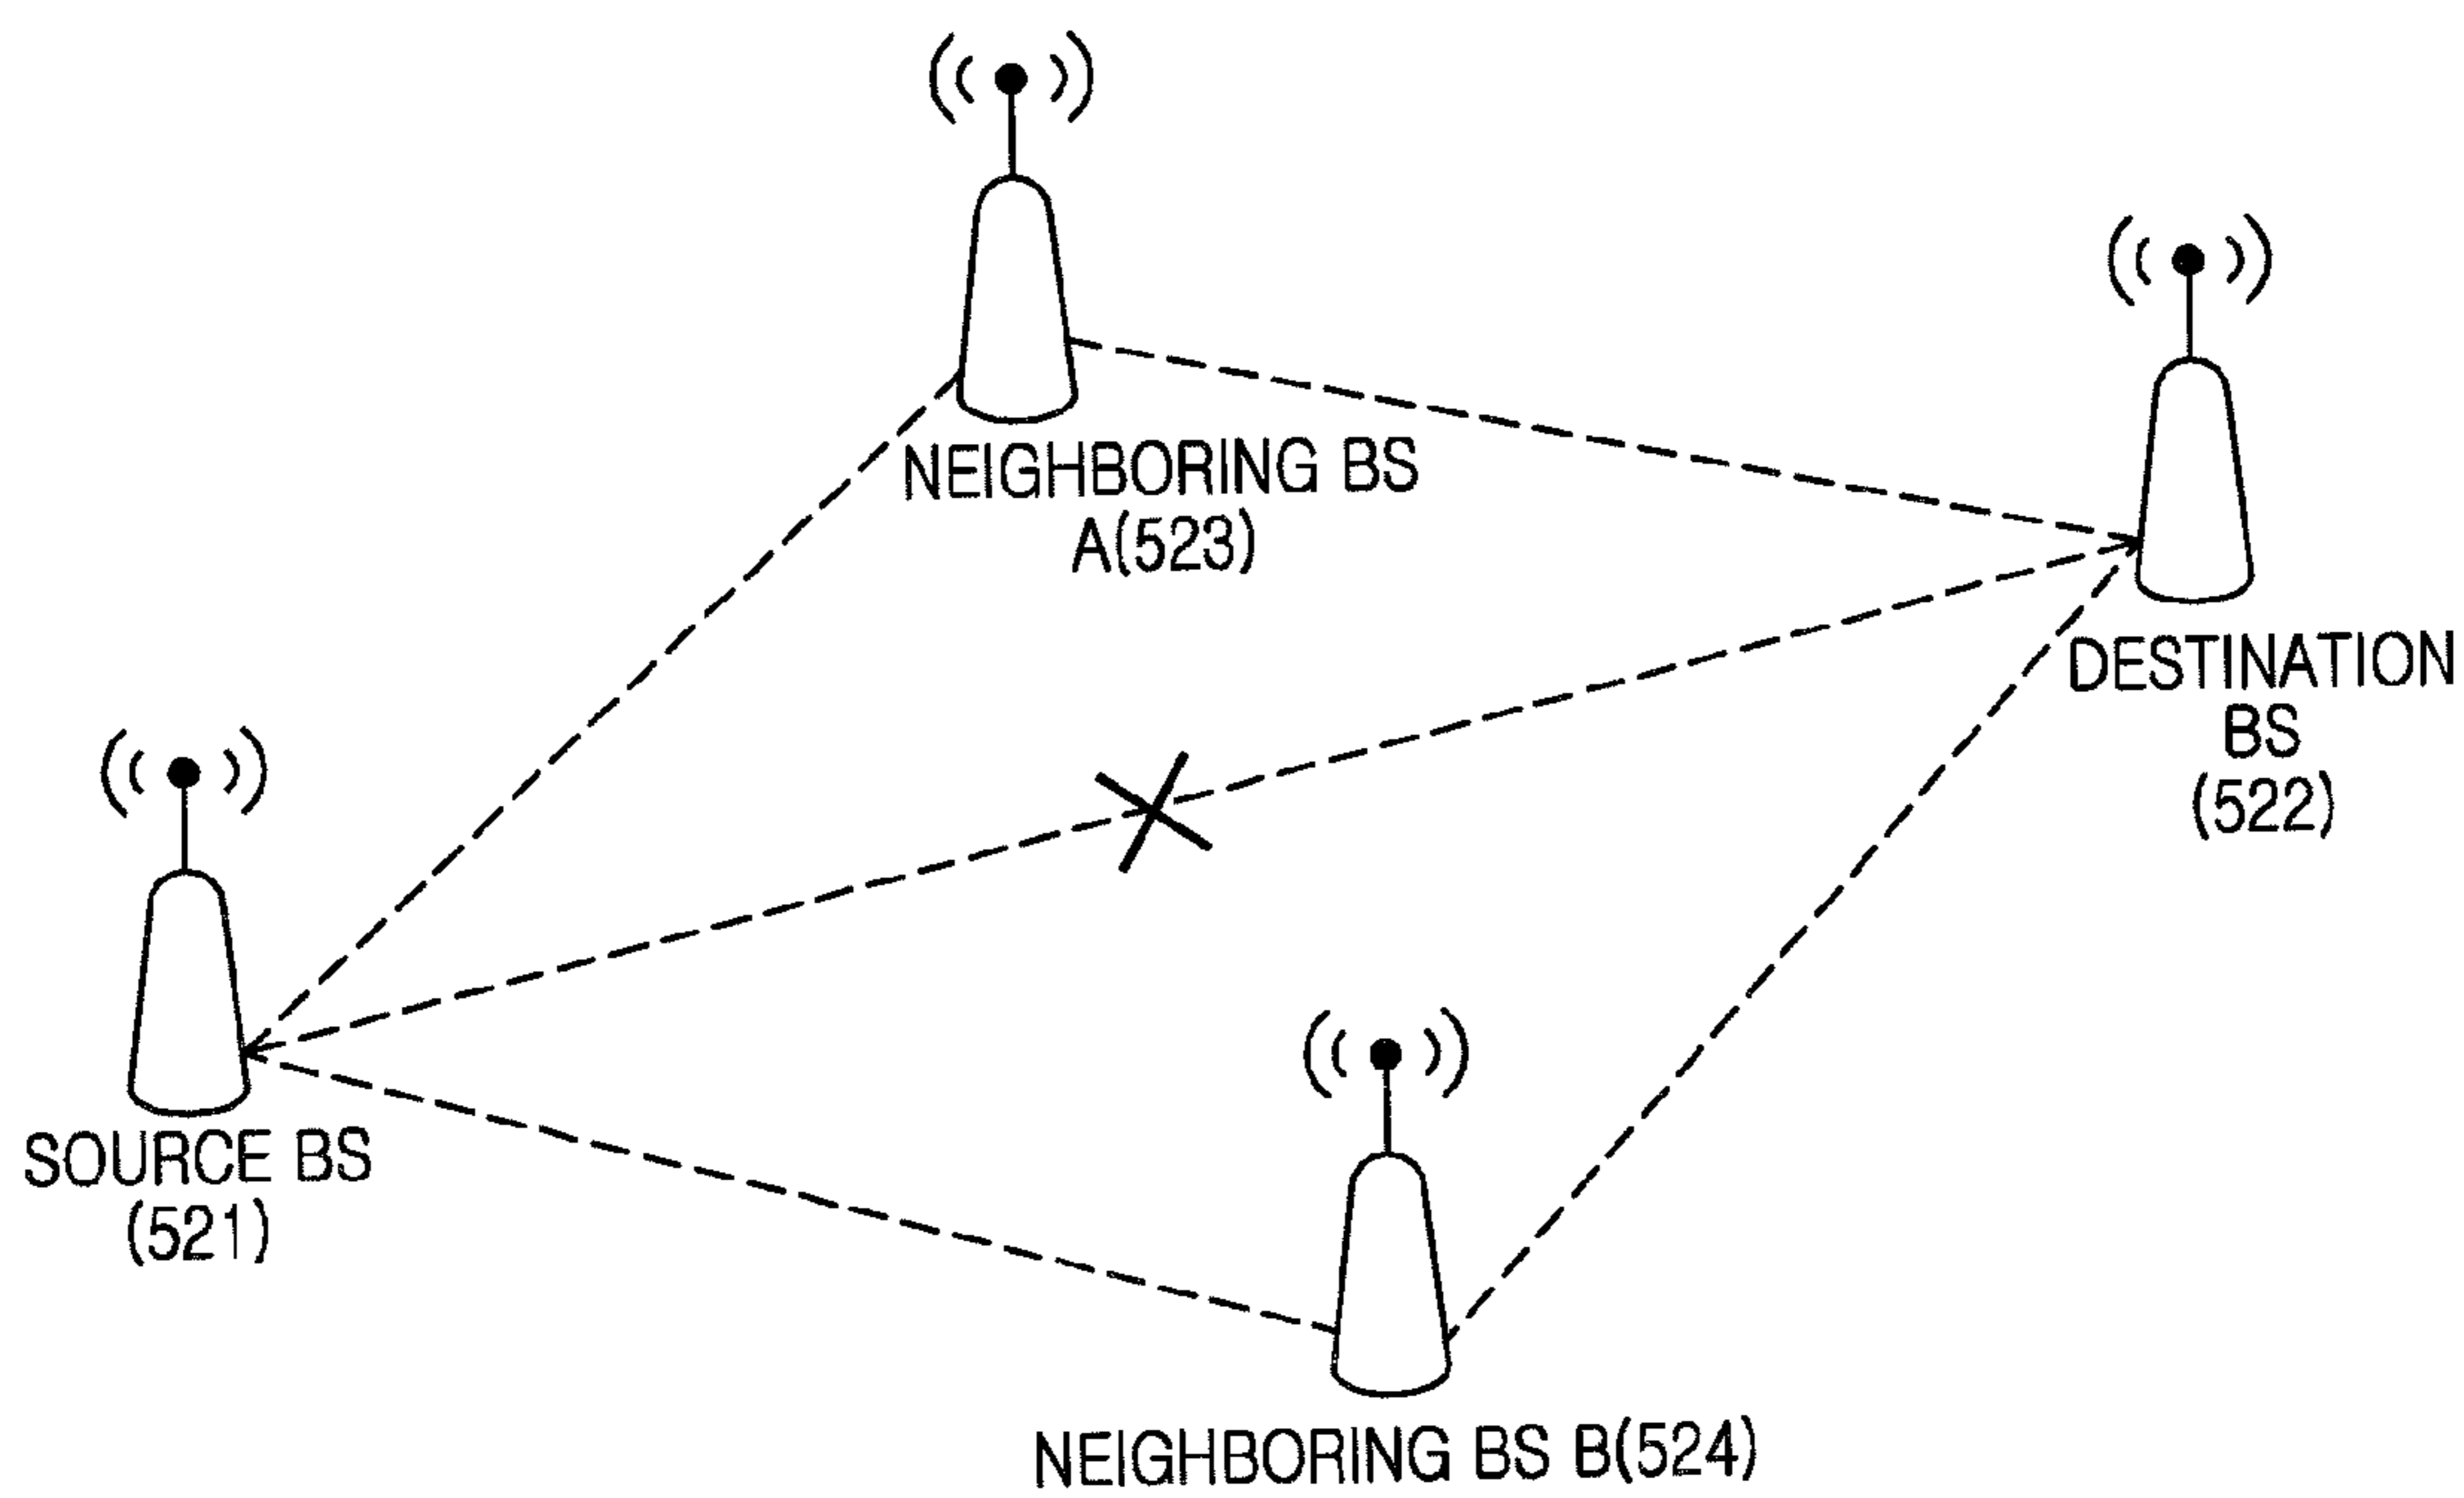 NEIGHBORING BS
A(523)
DESTINATION
BS
(522)
SOURCE BS
(521)
NEIGHBORING BS B(524)